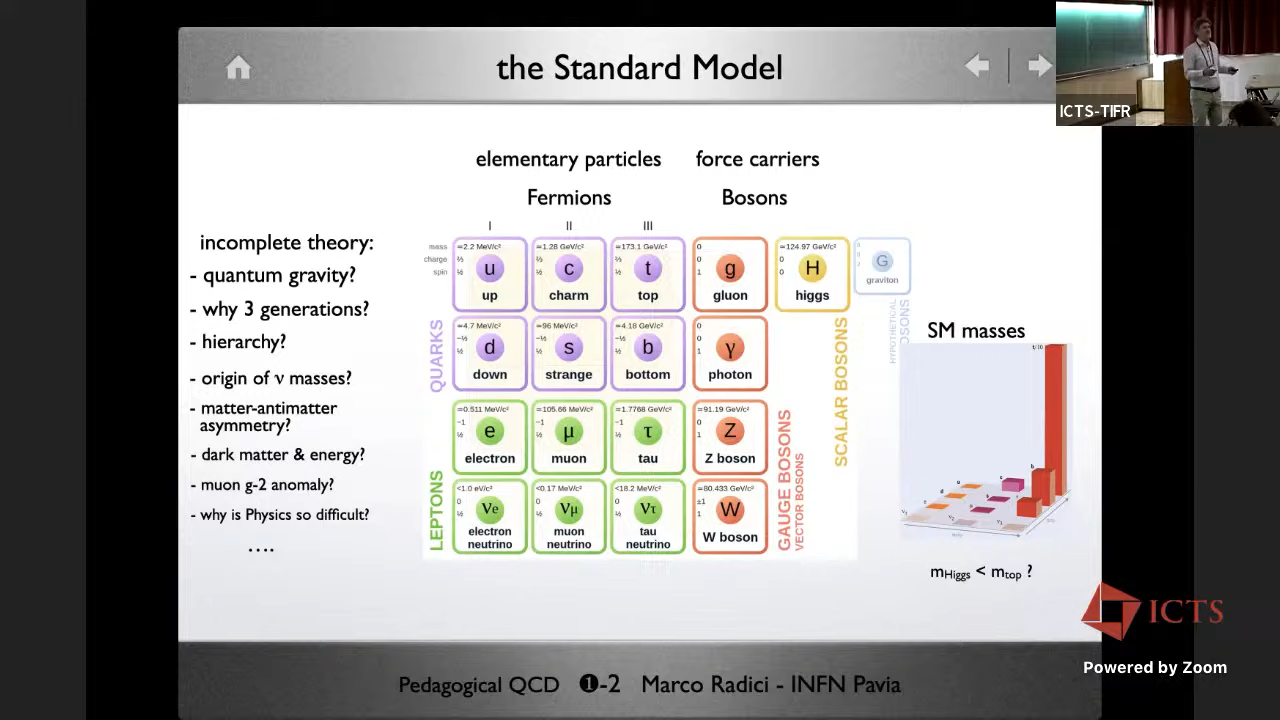 the Standard Model
ICTS-TIFR
elementary particles
force carriers
Fermions
Bosons
I II III
incomplete theory:
- quantum gravity?
- why 3 generations?
- hierarchy?
- origin of ν masses?
- matter-antimatter
asymmetry?
- dark matter & energy?
- muon g-2 anomaly?
- why is Physics so difficult?
....
mass
charge
spin
QUARKS
LEPTONS
≃2.2 MeV/c²
⅔
½
u
up
≃1.28 GeV/c²
⅔
½
c
charm
≃173.1 GeV/c²
⅔
½
t
top
0
0
1
g
gluon
≃124.97 GeV/c²
0
0
H
higgs
G
graviton
≃4.7 MeV/c²
−⅓
½
d
down
≃96 MeV/c²
−⅓
½
s
strange
≃4.18 GeV/c²
−⅓
½
b
bottom
0
0
1
γ
photon
≃0.511 MeV/c²
−1
½
e
electron
≃105.66 MeV/c²
−1
½
μ
muon
≃1.7768 GeV/c²
−1
½
τ
tau
≃91.19 GeV/c²
0
1
Z
Z boson
<1.0 eV/c²
0
½
νe
electron
neutrino
<0.17 MeV/c²
0
½
νμ
muon
neutrino
<18.2 MeV/c²
0
½
ντ
tau
neutrino
≃80.433 GeV/c²
±1
1
W
W boson
GAUGE BOSONS
VECTOR BOSONS
SCALAR BOSONS
HYPOTHETICAL
BOSONS
SM masses
t/10
b
mHiggs < mtop ?
ICTS
Powered by Zoom
Pedagogical QCD ❶-2 Marco Radici - INFN Pavia